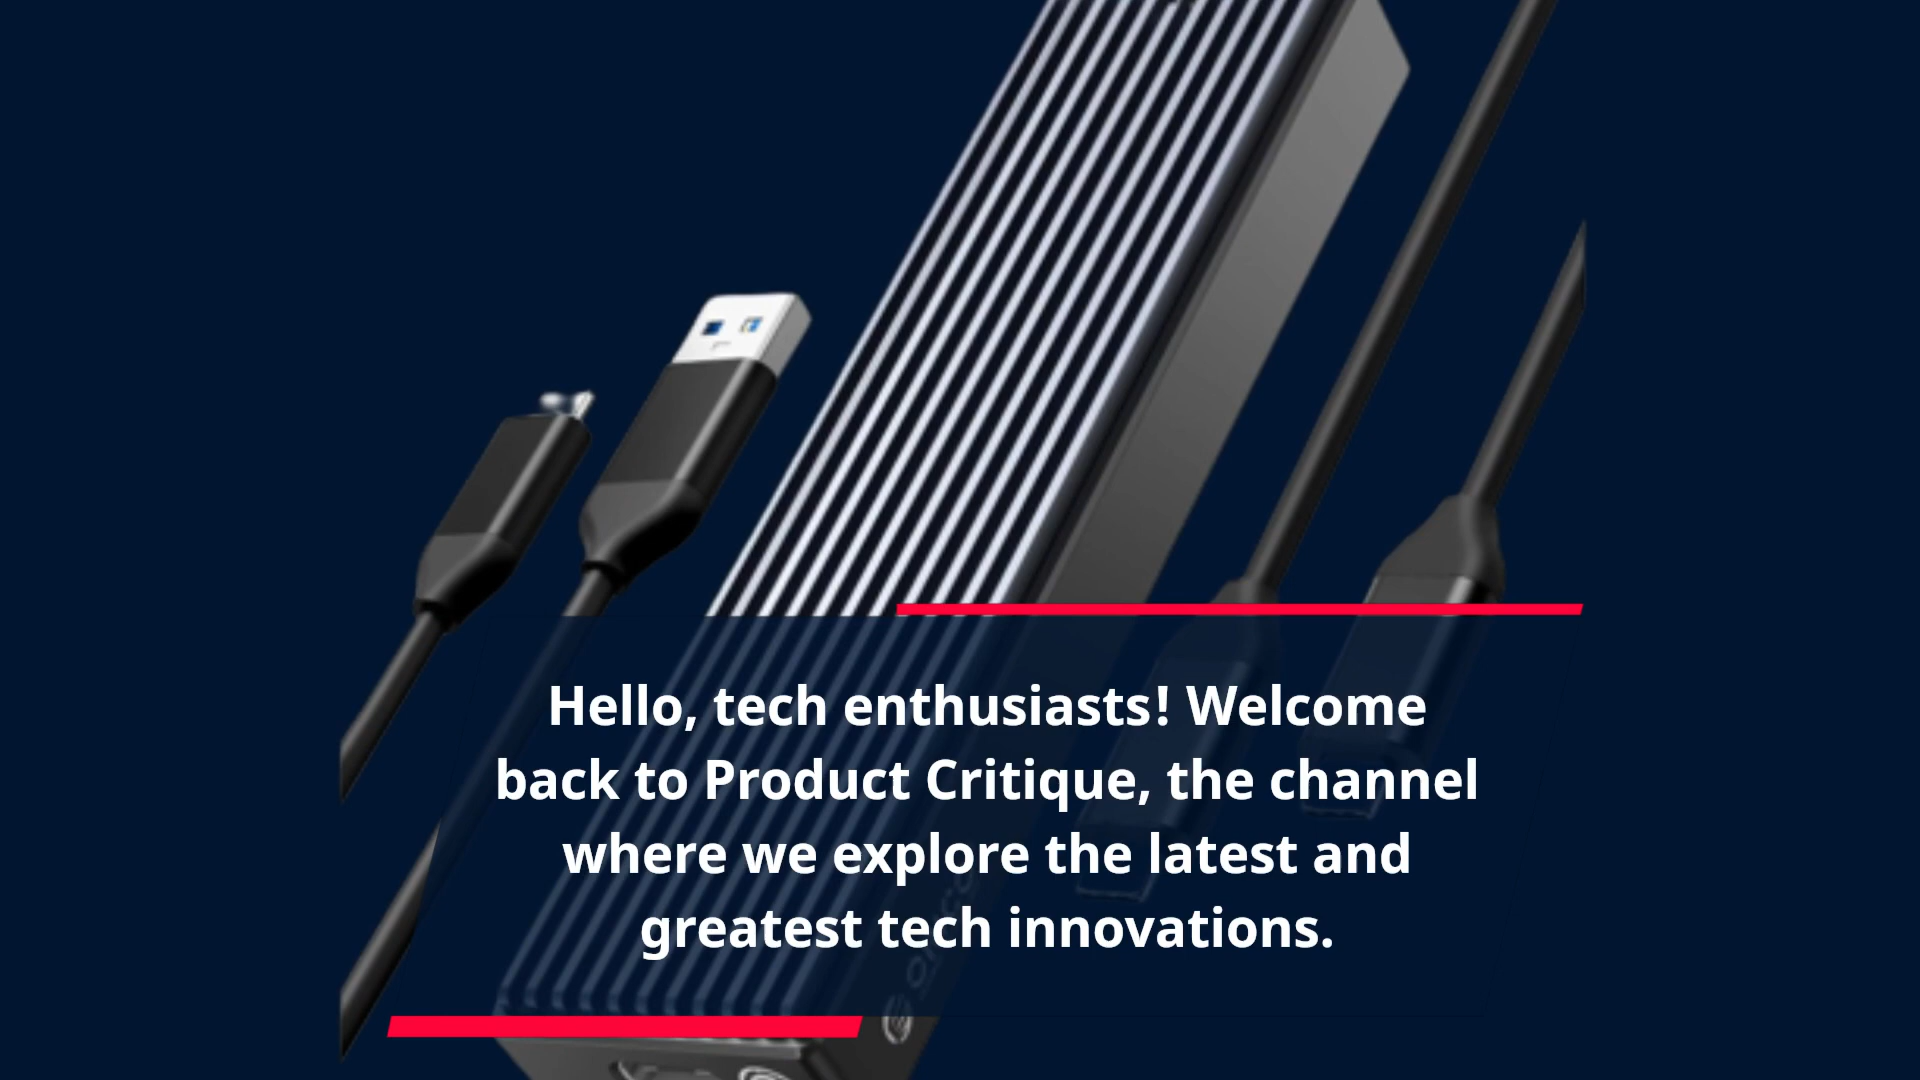 Hello, tech enthusiasts! Welcome
back to Product Critique, the channel
where we explore the latest and
greatest tech innovations.
ORICO